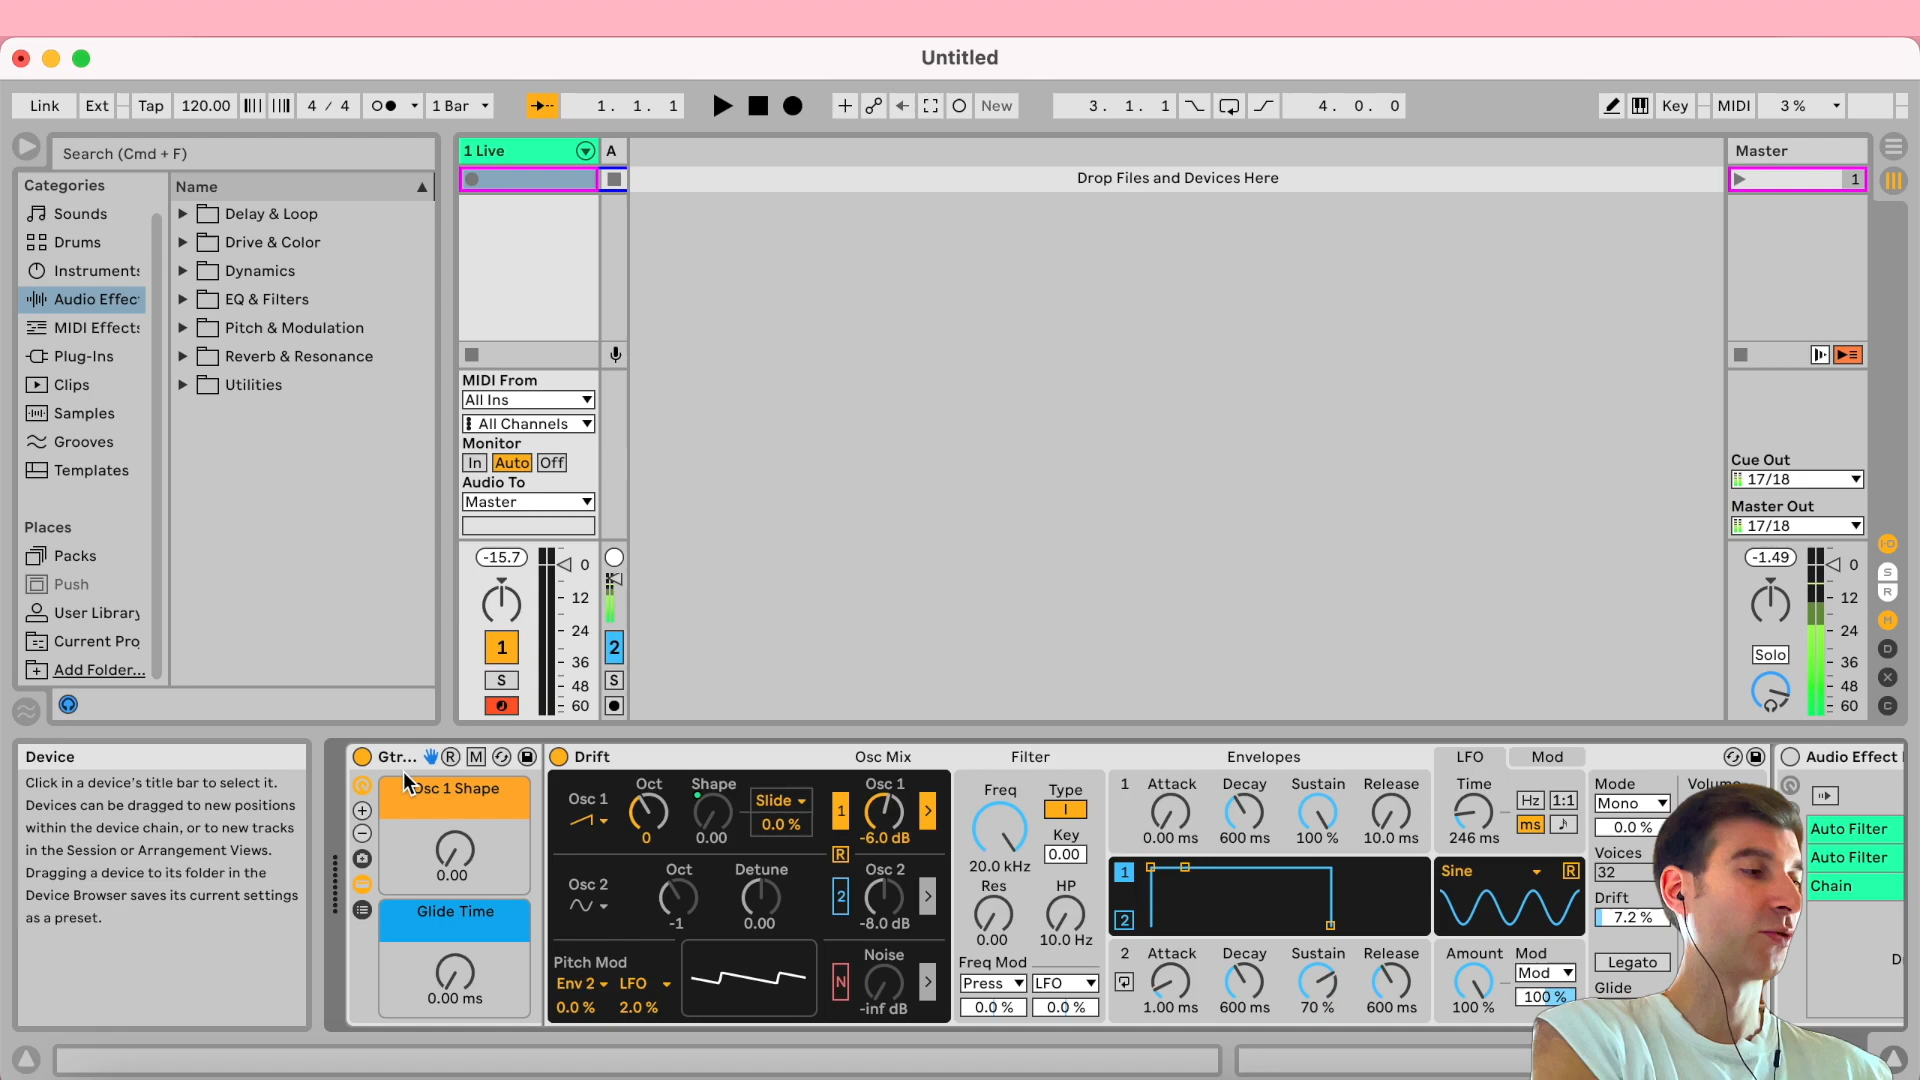 Untitled
Link Ext Tap 120.00 4 / 4 1 Bar 1. 1. 1 New 3. 1. 1 4. 0. 0 Key MIDI 3 %
Search (Cmd + F)
Categories
Sounds
Drums
Instruments
Audio Effec
MIDI Effects
Plug-Ins
Clips
Samples
Grooves
Templates
Places
Packs
Push
User Library
Current Pro
Add Folder...
Name
Delay & Loop
Drive & Color
Dynamics
EQ & Filters
Pitch & Modulation
Reverb & Resonance
Utilities
1 Live A
Drop Files and Devices Here
MIDI From
All Ins
All Channels
Monitor
In Auto Off
Audio To
Master
-15.7
0
12
24
36
48
60
1 2
S S
Master
1
Cue Out
17/18
Master Out
17/18
-1.49
0
12
24
36
48
60
Solo
I-O
S
R
M
D
X
C
Device
Click in a device's title bar to select it.
Devices can be dragged to new positions
within the device chain, or to new tracks
in the Session or Arrangement Views.
Dragging a device to its folder in the
Device Browser saves its current settings
as a preset.
Gtr... R M
Osc 1 Shape
0.00
Glide Time
0.00 ms
Drift Osc Mix Filter Envelopes LFO Mod
Osc 1
Oct
0
Shape
0.00
Slide
0.0 %
1
Osc 1
-6.0 dB
R
Osc 2
Oct
-1
Detune
0.00
2
Osc 2
-8.0 dB
Pitch Mod
Env 2 LFO
0.0 % 2.0 %
N
Noise
-inf dB
Freq
20.0 kHz
Type
I
Key
0.00
Res
0.00
HP
10.0 Hz
Freq Mod
Press LFO
0.0 % 0.0 %
1 Attack Decay Sustain Release
0.00 ms 600 ms 100 % 10.0 ms
1
2
2 Attack Decay Sustain Release
1.00 ms 600 ms 70 % 600 ms
Time
246 ms
Hz 1:1
ms
Sine R
Amount
100 %
Mod
Mod
100 %
Mode
Mono
0.0 %
Voices
32
Drift
7.2 %
Legato
Glide
Audio Effect
Auto Filter
Auto Filter
Chain